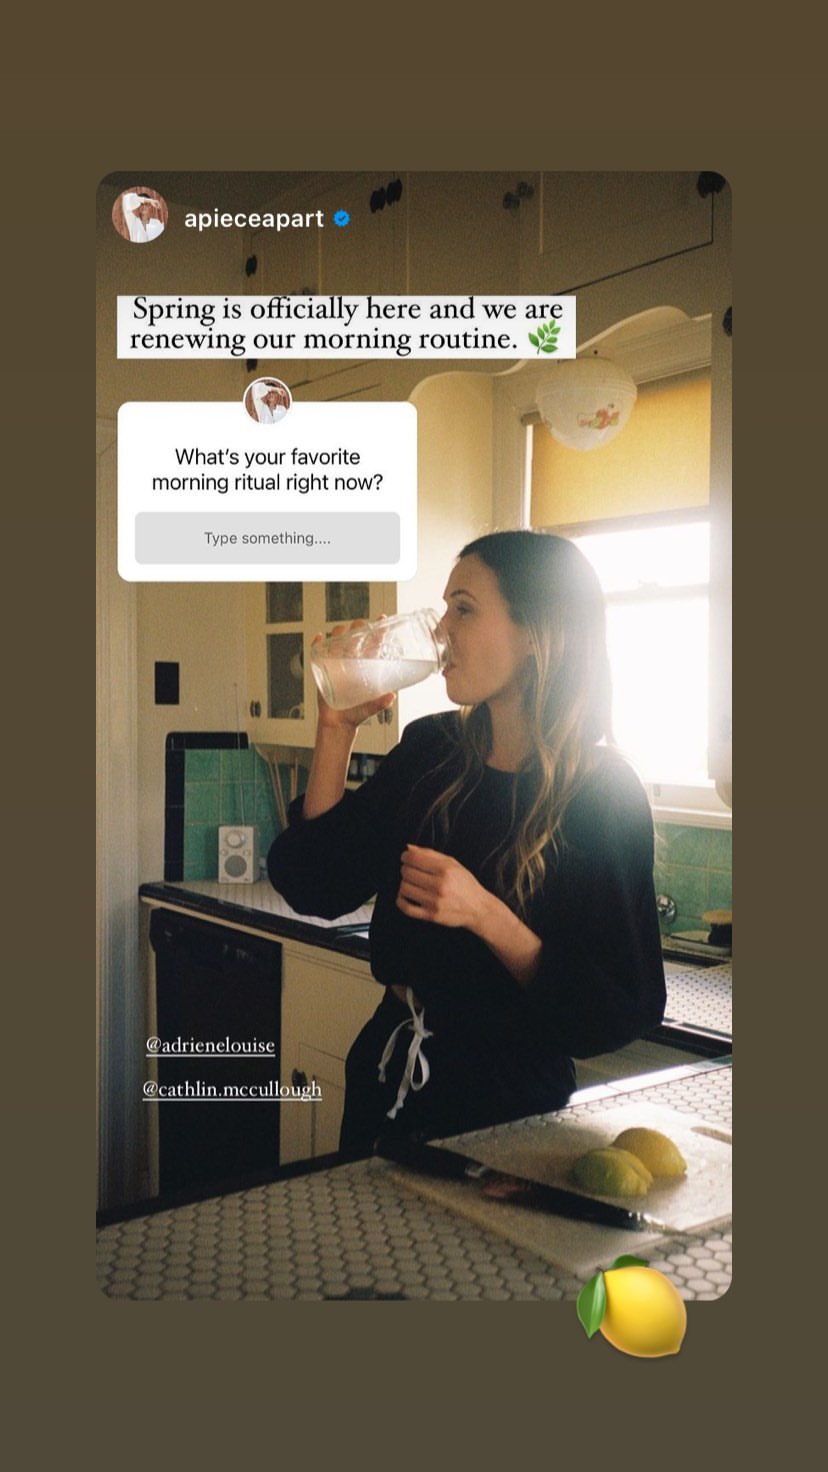 apieceapart
Spring is officially here and we are
renewing our morning routine. 🌿
What's your favorite
morning ritual right now?
Type something....
@adrienelouise
@cathlin.mccullough